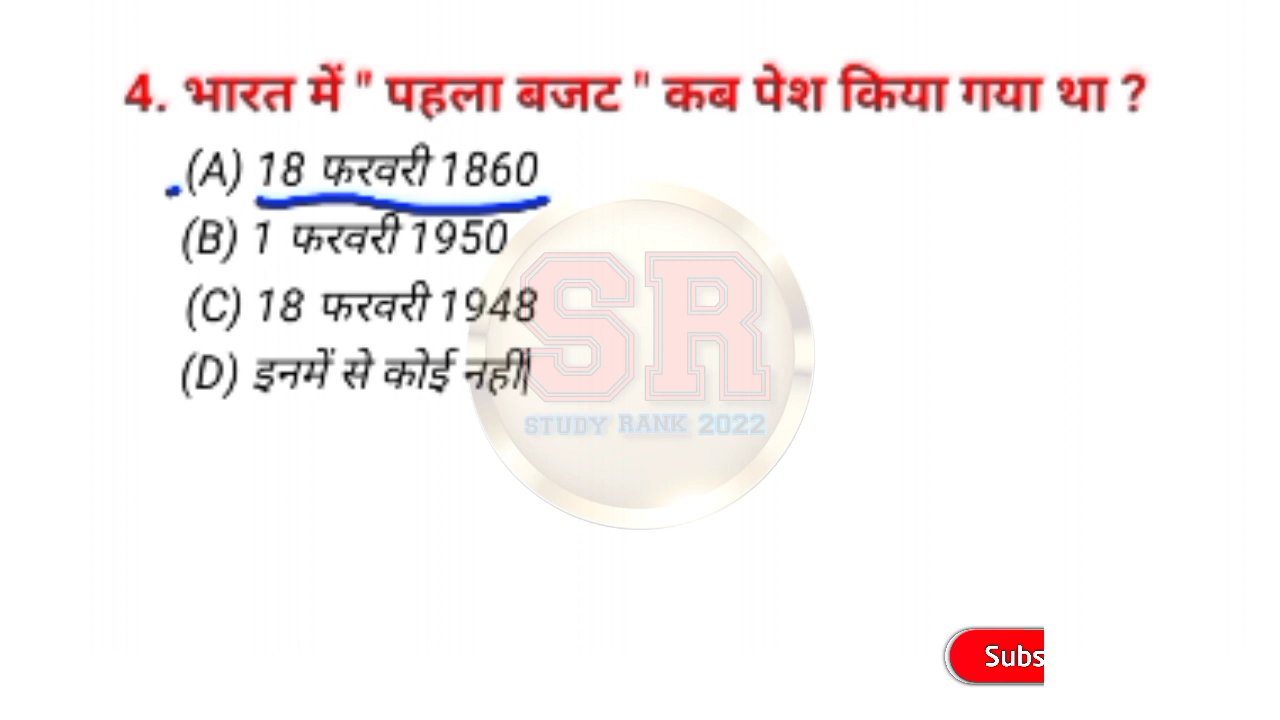 4. भारत में " पहला बजट " कब पेश किया गया था ?
(A) 18 फरवरी 1860
(B) 1 फरवरी 1950
(C) 18 फरवरी 1948
(D) इनमें से कोई नहीं
SR
STUDY RANK 2022
Subs